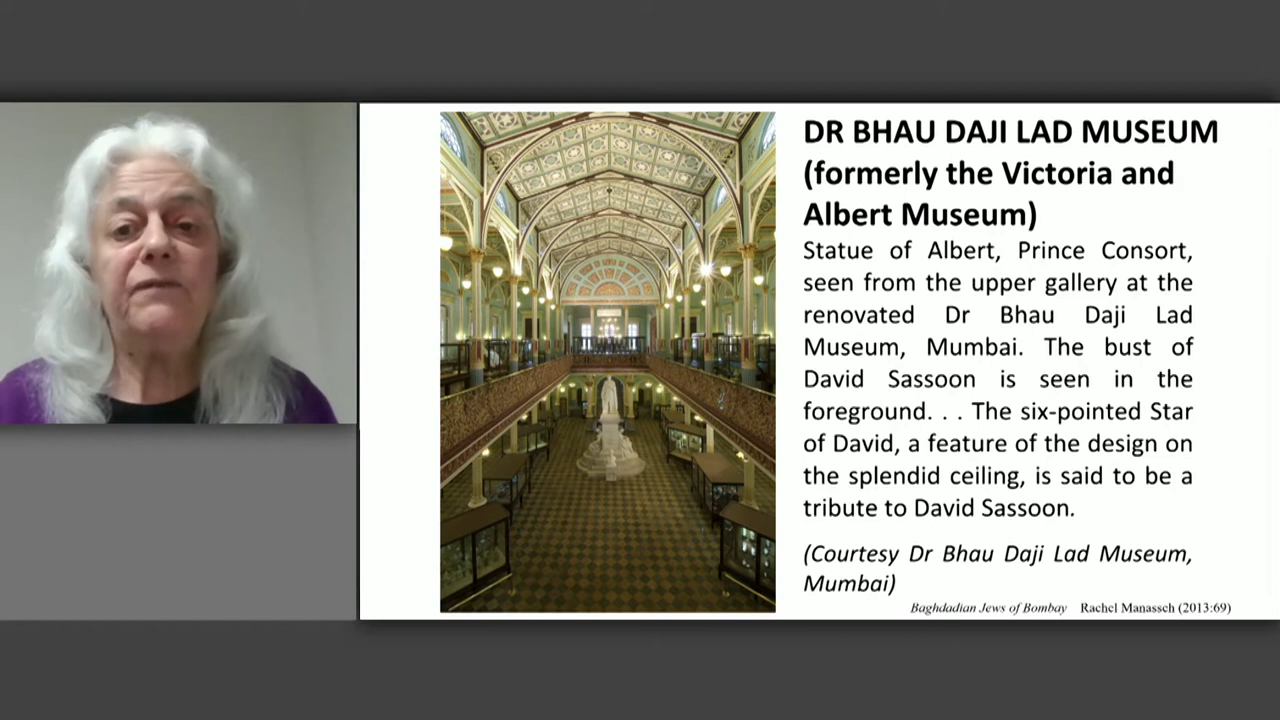 DR BHAU DAJI LAD MUSEUM
(formerly the Victoria and
Albert Museum)
Statue of Albert, Prince Consort,
seen from the upper gallery at the
renovated Dr Bhau Daji Lad
Museum, Mumbai. The bust of
David Sassoon is seen in the
foreground. . . The six-pointed Star
of David, a feature of the design on
the splendid ceiling, is said to be a
tribute to David Sassoon.
(Courtesy Dr Bhau Daji Lad Museum,
Mumbai)
Baghdadian Jews of Bombay Rachel Manasseh (2013:69)